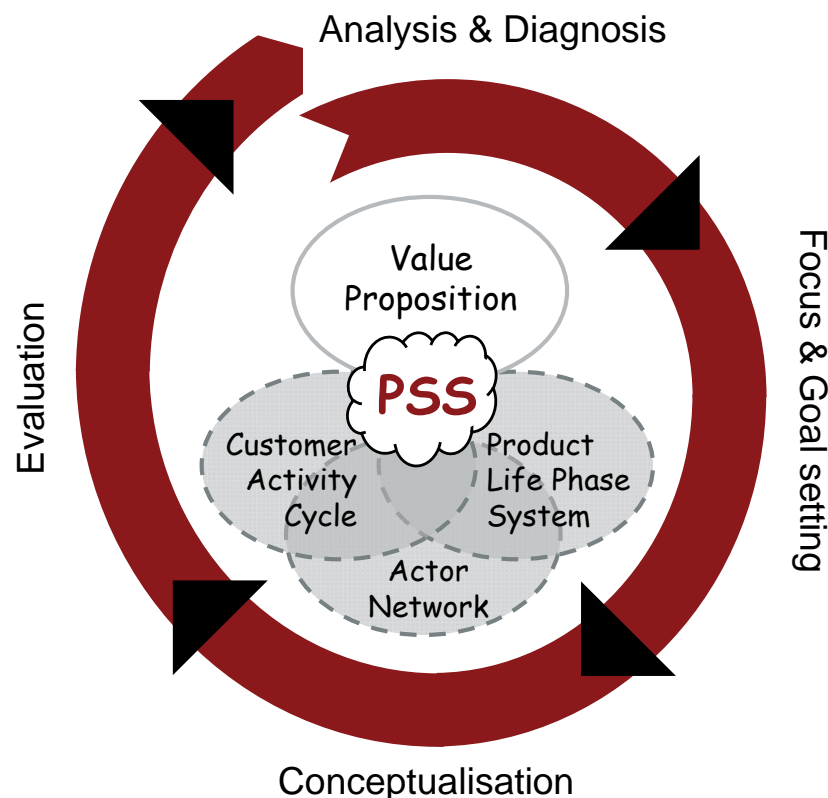 Analysis & Diagnosis
Focus & Goal setting
Value
Proposition
PSS
Customer
Activity
Cycle
Product
Life Phase
System
Actor
Network
Evaluation
Conceptualisation